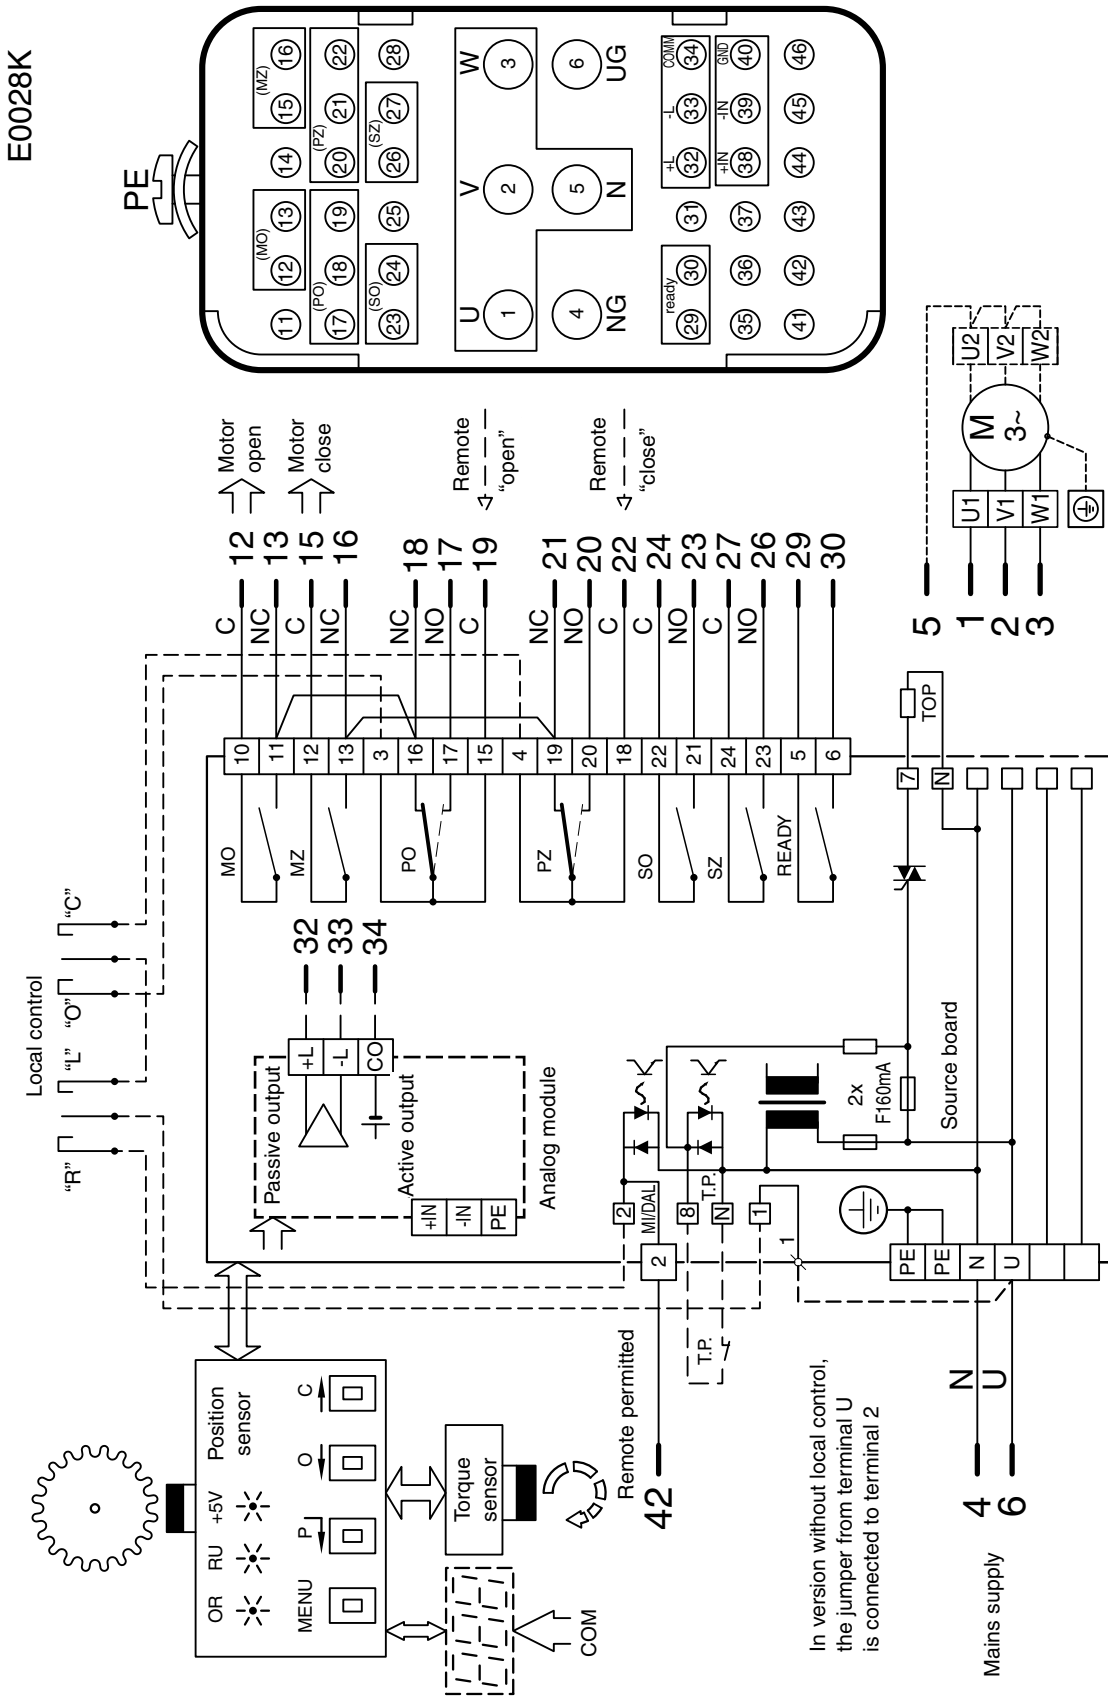 E0028K
PE
(MO)
(MZ)
11 12 13 14 15 16
(PO)
(PZ)
17 18 19 20 21 22
(SO)
(SZ)
23 24 25 26 27 28
U V W
1 2 3
4 5 6
NG N UG
ready
+L -L COMM
29 30 31 32 33 34
+IN -IN GND
35 36 37 38 39 40
41 42 43 44 45 46
Local control
"R" "L" "O" "C"
OR RU +5V
Position
sensor
MENU P O C
Torque
sensor
COM
Passive output
Active output
+L
-L
CO
32
33
34
+IN
-IN
PE
Analog module
MO
MZ
PO
PZ
SO
SZ
READY
10
11
12
13
3
16
17
15
4
19
20
18
22
21
24
23
5
6
C 12
NC 13
C 15
NC 16
NC 18
NO 17
C 19
NC 21
NO 20
C 22
C 24
NO 23
C 27
NO 26
29
30
Motor
open
Motor
close
Remote
“open”
Remote
“close”
Remote permitted
42
2
2
MI/DAL
8
T.P.
N
T.P.
1
1
2x
F160mA
Source board
7
N
TOP
PE
PE
N
U
N
U
4
6
Mains supply
In version without local control,
the jumper from terminal U
is connected to terminal 2
5
1
2
3
U1
V1
W1
M
3~
U2
V2
W2